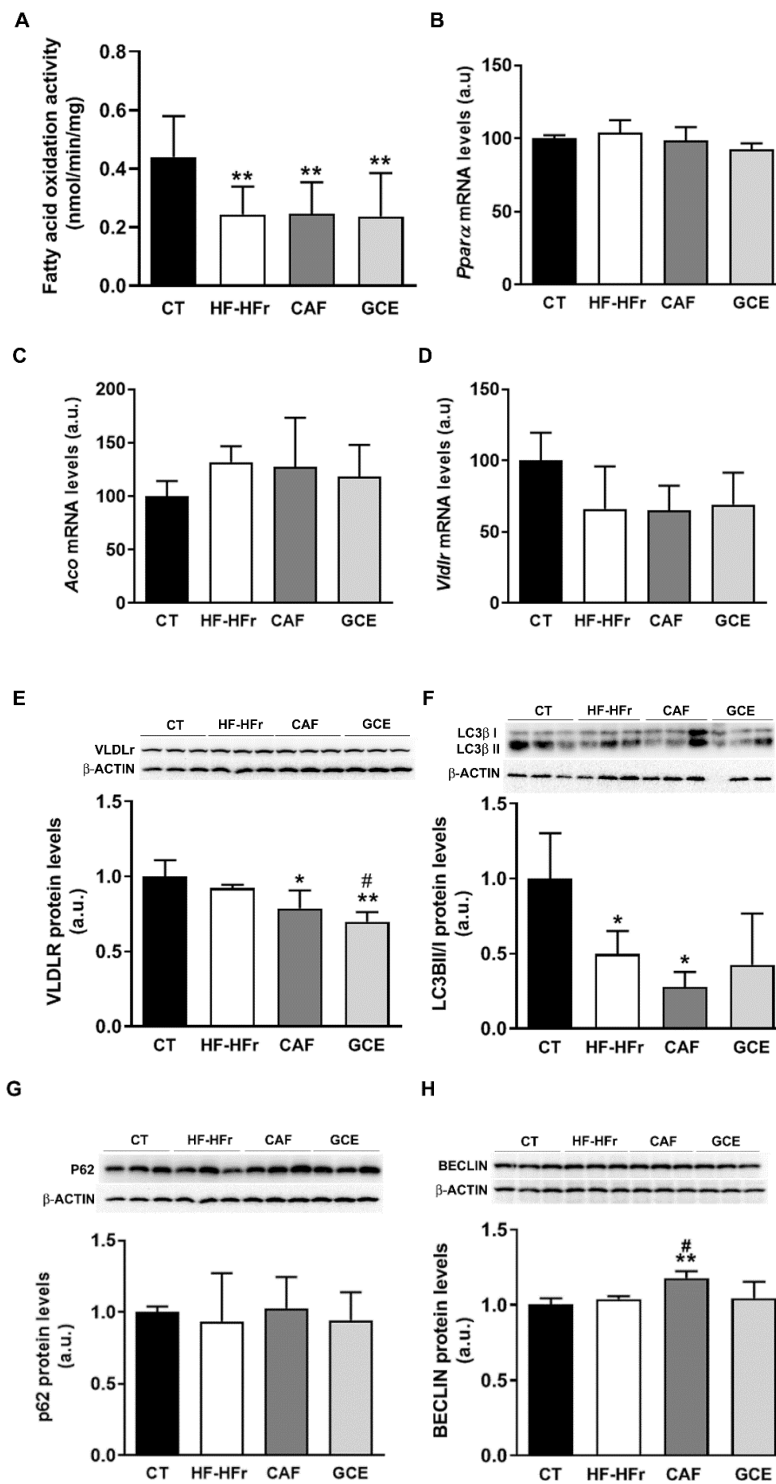 A
Fatty acid oxidation activity
(nmol/min/mg)
0.8
0.6
0.4
0.2
0.0
**
**
**
CT HF-HFr CAF GCE
B
Pparα mRNA levels (a.u)
150
100
50
0
CT HF-HFr CAF GCE
C
Aco mRNA levels (a.u.)
200
150
100
50
0
CT HF-HFr CAF GCE
D
Vldlr mRNA levels (a.u)
150
100
50
0
CT HF-HFr CAF GCE
E
CT HF-HFr CAF GCE
VLDLr
β-ACTIN
VLDLR protein levels
(a.u.)
1.5
1.0
0.5
0.0
*
#
**
CT HF-HFr CAF GCE
F
CT HF-HFr CAF GCE
LC3β I
LC3β II
β-ACTIN
LC3BII/I protein levels
(a.u.)
1.5
1.0
0.5
0.0
*
*
CT HF-HFr CAF GCE
G
CT HF-HFr CAF GCE
P62
β-ACTIN
p62 protein levels
(a.u.)
1.5
1.0
0.5
0.0
CT HF-HFr CAF GCE
H
CT HF-HFr CAF GCE
BECLIN
β-ACTIN
BECLIN protein levels
(a.u.)
1.5
1.0
0.5
0.0
#
**
CT HF-HFr CAF GCE